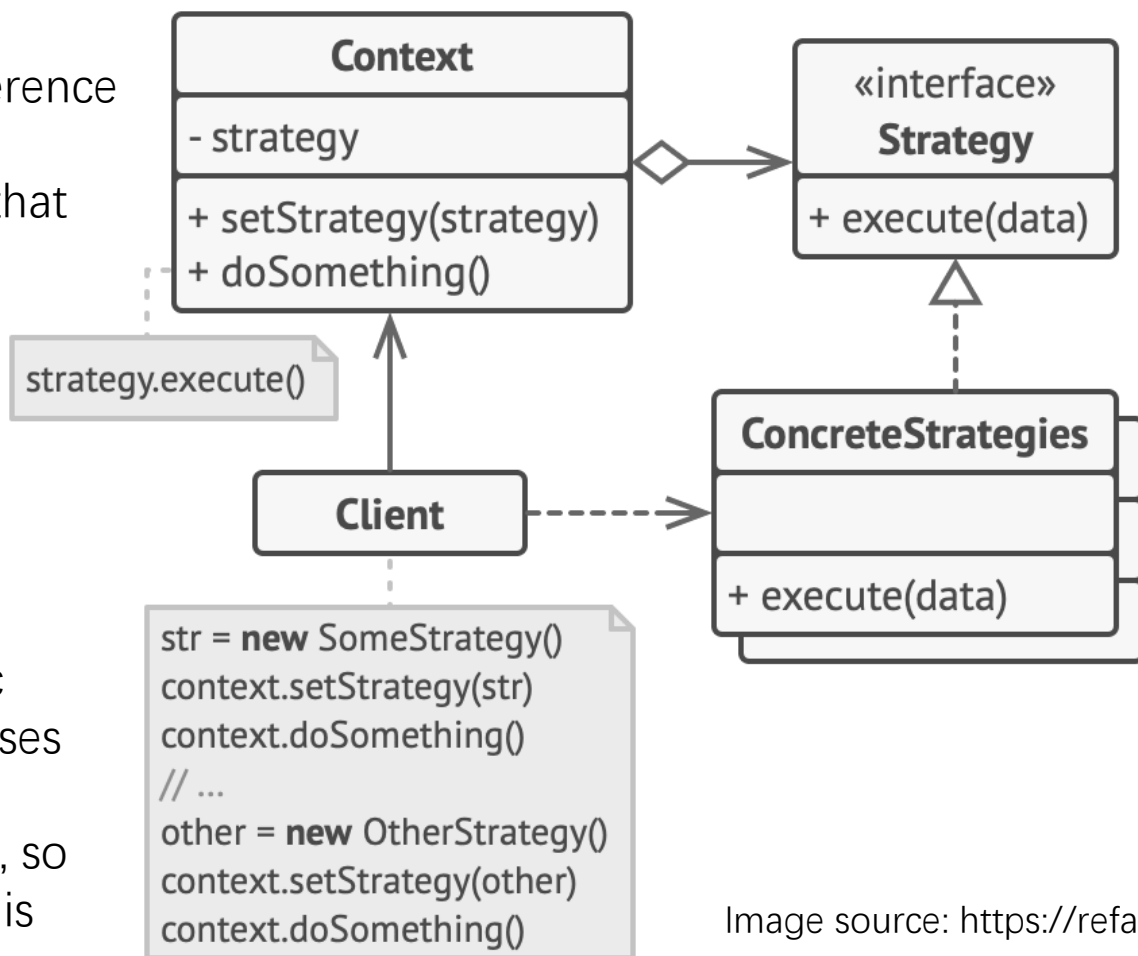 erence
that
c
ses
, so
is
Context
- strategy
+ setStrategy(strategy)
+ doSomething()
«interface»
Strategy
+ execute(data)
strategy.execute()
Client
ConcreteStrategies
+ execute(data)
str = new SomeStrategy()
context.setStrategy(str)
context.doSomething()
// ...
other = new OtherStrategy()
context.setStrategy(other)
context.doSomething()
Image source: https://refa